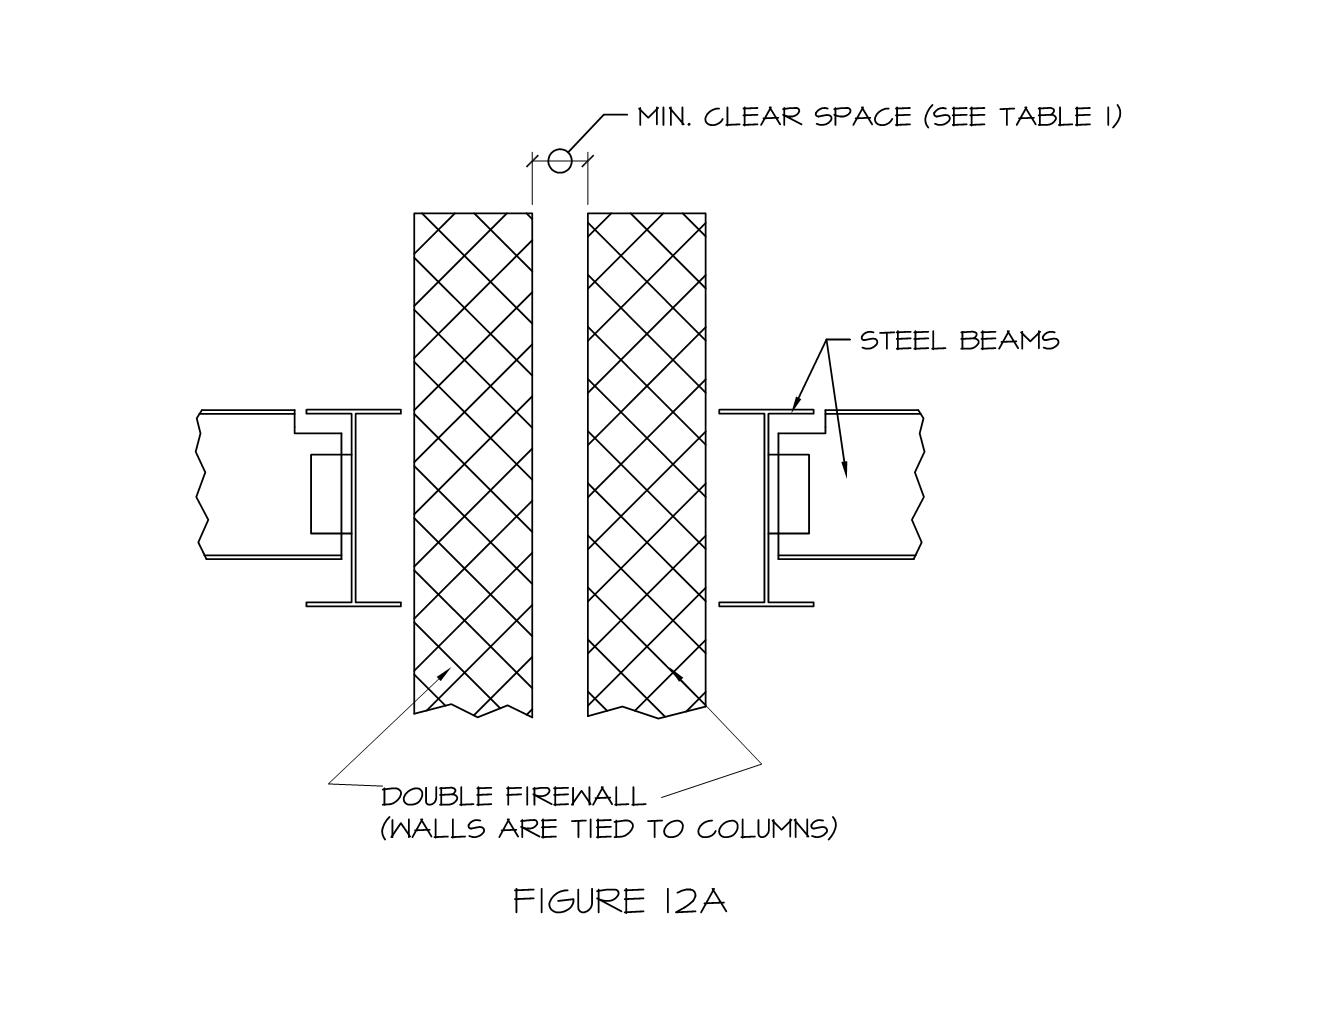 MIN. CLEAR SPACE (SEE TABLE 1)
STEEL BEAMS
DOUBLE FIREWALL
(WALLS ARE TIED TO COLUMNS)
FIGURE 12A